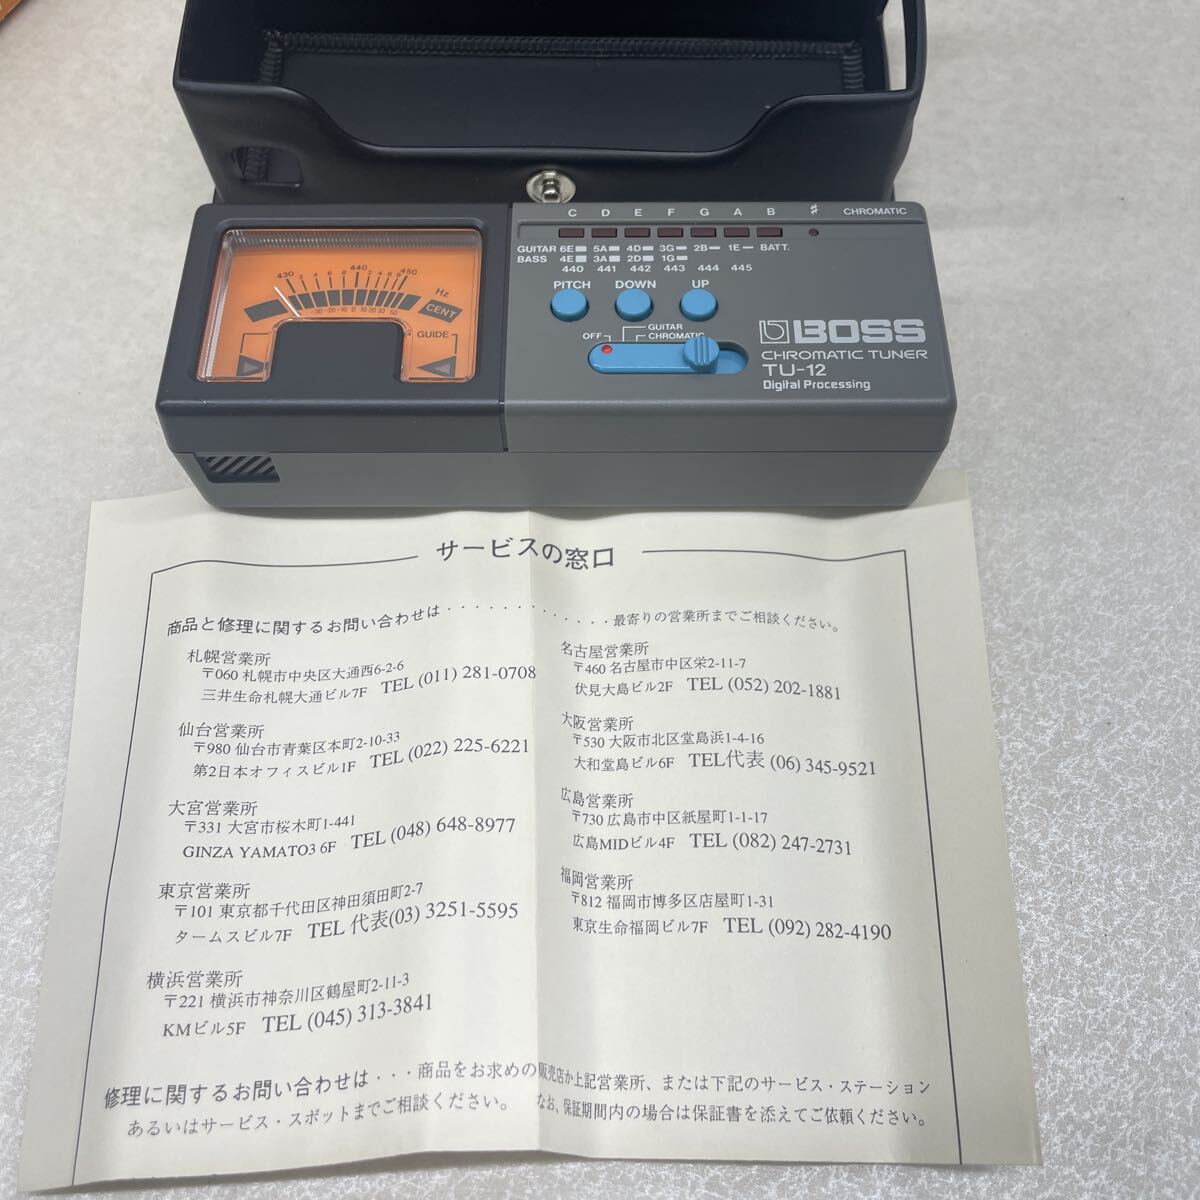 C D E F G A B ♯ CHROMATIC
GUITAR 6E 5A 4D 3G 2B 1E BATT.
BASS 4E 3A 2D 1G
440 441 442 443 444 445
PITCH DOWN UP
OFF
GUITAR
CHROMATIC
BOSS
CHROMATIC TUNER
TU-12
Digital Processing
430 2 4 6 8 440 2 4 6 8 450
Hz
CENT
-30 -20 -10 0 10 20 30 50
GUIDE
サービスの窓口
商品と修理に関するお問い合わせは・・・・・・・・・・・・・最寄りの営業所までご相談ください。
札幌営業所
〒060 札幌市中央区大通西6-2-6
三井生命札幌大通ビル7F TEL (011) 281-0708
仙台営業所
〒980 仙台市青葉区本町2-10-33
第2日本オフィスビル1F TEL (022) 225-6221
大宮営業所
〒331 大宮市桜木町1-441
GINZA YAMATO3 6F TEL (048) 648-8977
東京営業所
〒101 東京都千代田区神田須田町2-7
タームスビル7F TEL 代表(03) 3251-5595
横浜営業所
〒221 横浜市神奈川区鶴屋町2-11-3
KMビル5F TEL (045) 313-3841
名古屋営業所
〒460 名古屋市中区栄2-11-7
伏見大島ビル2F TEL (052) 202-1881
大阪営業所
〒530 大阪市北区堂島浜1-4-16
大和堂島ビル6F TEL代表 (06) 345-9521
広島営業所
〒730 広島市中区紙屋町1-1-17
広島MIDビル4F TEL (082) 247-2731
福岡営業所
〒812 福岡市博多区店屋町1-31
東京生命福岡ビル7F TEL (092) 282-4190
修理に関するお問い合わせは・・・商品をお求めの販売店か上記営業所、または下記のサービス・ステーション
あるいはサービス・スポットまでご相談ください。 なお、保証期間内の場合は保証書を添えてご依頼ください。